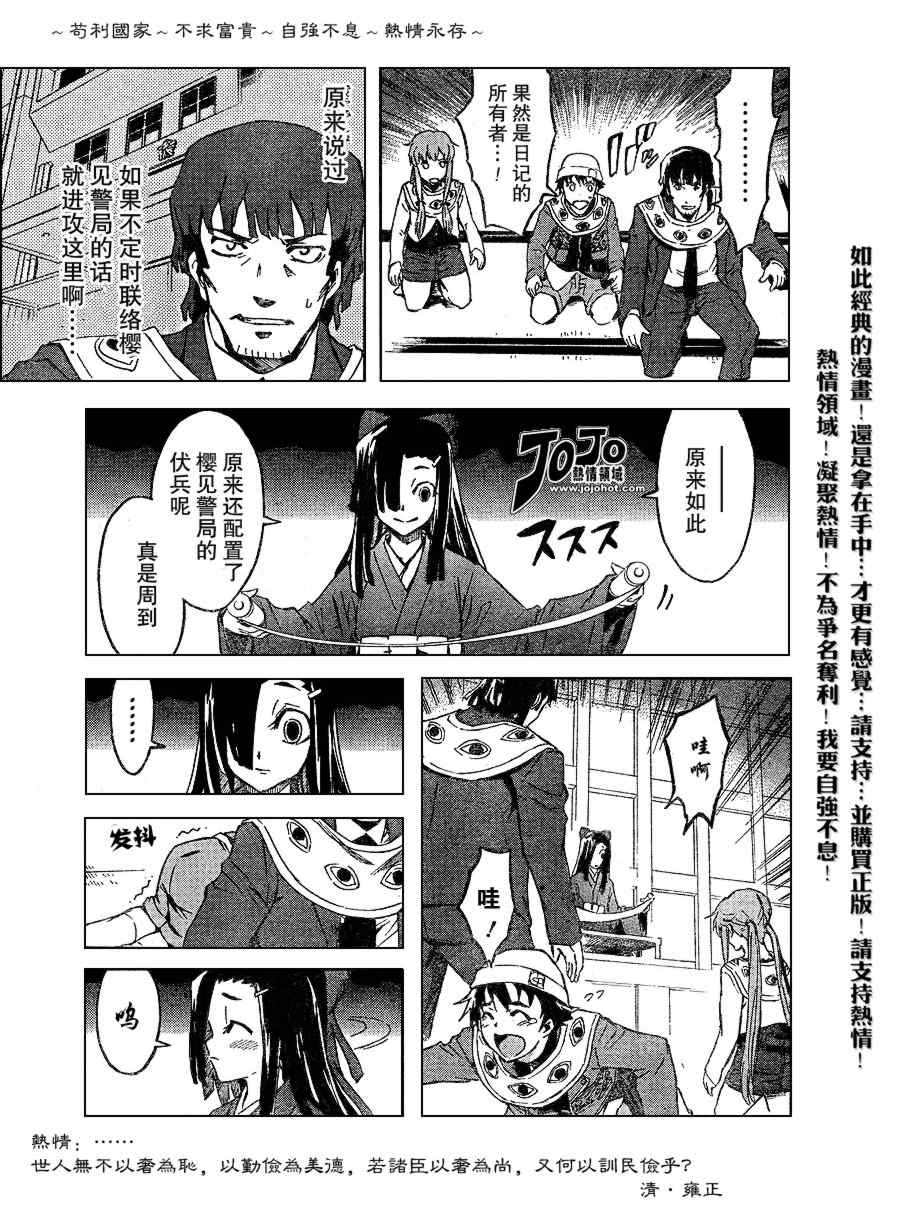 ～苟利國家～不求富貴～自強不息～熱情永存～
………
果然是日记的
所有者…！
原来说过
如果不定时联络樱
见警局的话
就进攻这里啊……
——
原来如此
JOJO
熱情領域
www.jojohot.com
ススス
原来还配置了
樱见警局的
伏兵呢
真是周到
哇啊
哇！
……
发抖
呜
如此經典的漫畫！還是拿在手中…才更有感覺…請支持…並購買正版！請支持熱情！
熱情領域！凝聚熱情！不為爭名奪利！我要自強不息！
熱情：……
世人無不以奢為恥，以勤儉為美德，若諸臣以奢為尚，又何以訓民儉乎？
清·雍正